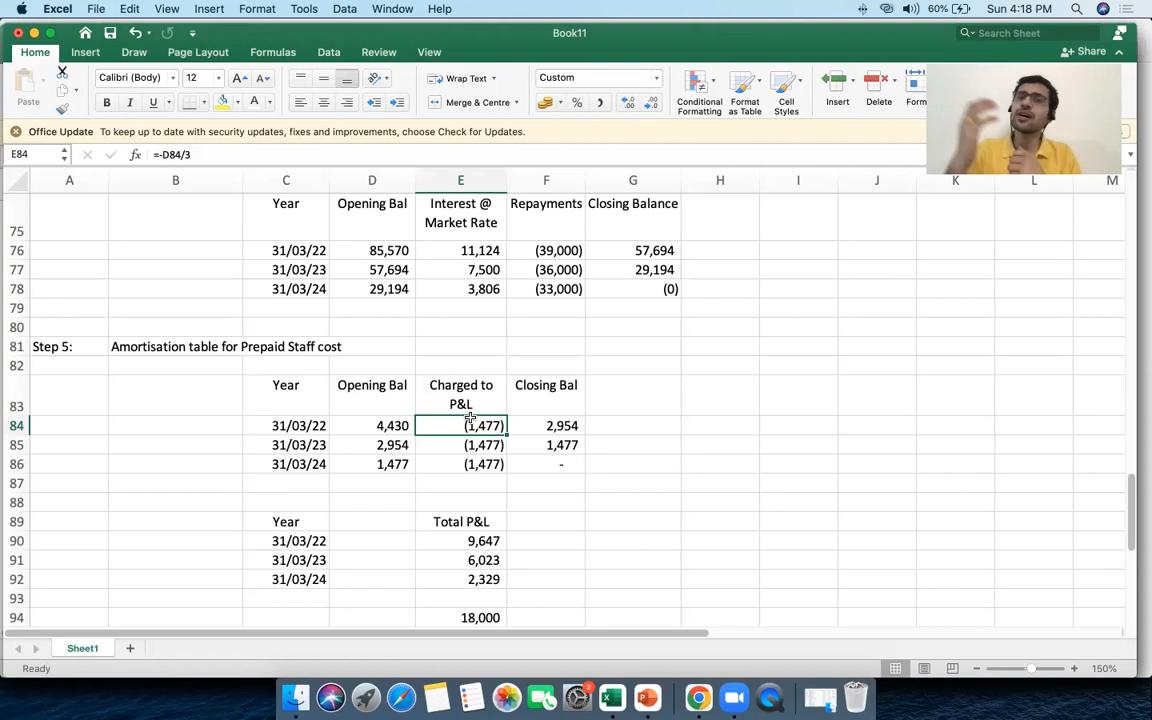 Excel File Edit View Insert Format Tools Data Window Help 60% Sun 4:18 PM
Book11
Search Sheet
Home Insert Draw Page Layout Formulas Data Review View
Share
Paste
Calibri (Body) 12
Wrap Text
Custom
B I U
Merge & Centre
Conditional Formatting
Format as Table
Cell Styles
Insert
Delete
Form
Office Update To keep up to date with security updates, fixes and improvements, choose Check for Updates.
E84 fx =-D84/3
A B C D E F G H I J K L M
75 Year Opening Bal Interest @ Market Rate Repayments Closing Balance
76 31/03/22 85,570 11,124 (39,000) 57,694
77 31/03/23 57,694 7,500 (36,000) 29,194
78 31/03/24 29,194 3,806 (33,000) (0)
79
80
81 Step 5: Amortisation table for Prepaid Staff cost
82
83 Year Opening Bal Charged to P&L Closing Bal
84 31/03/22 4,430 (1,477) 2,954
85 31/03/23 2,954 (1,477) 1,477
86 31/03/24 1,477 (1,477) -
87
88
89 Year Total P&L
90 31/03/22 9,647
91 31/03/23 6,023
92 31/03/24 2,329
93
94 18,000
Sheet1
Ready 150%